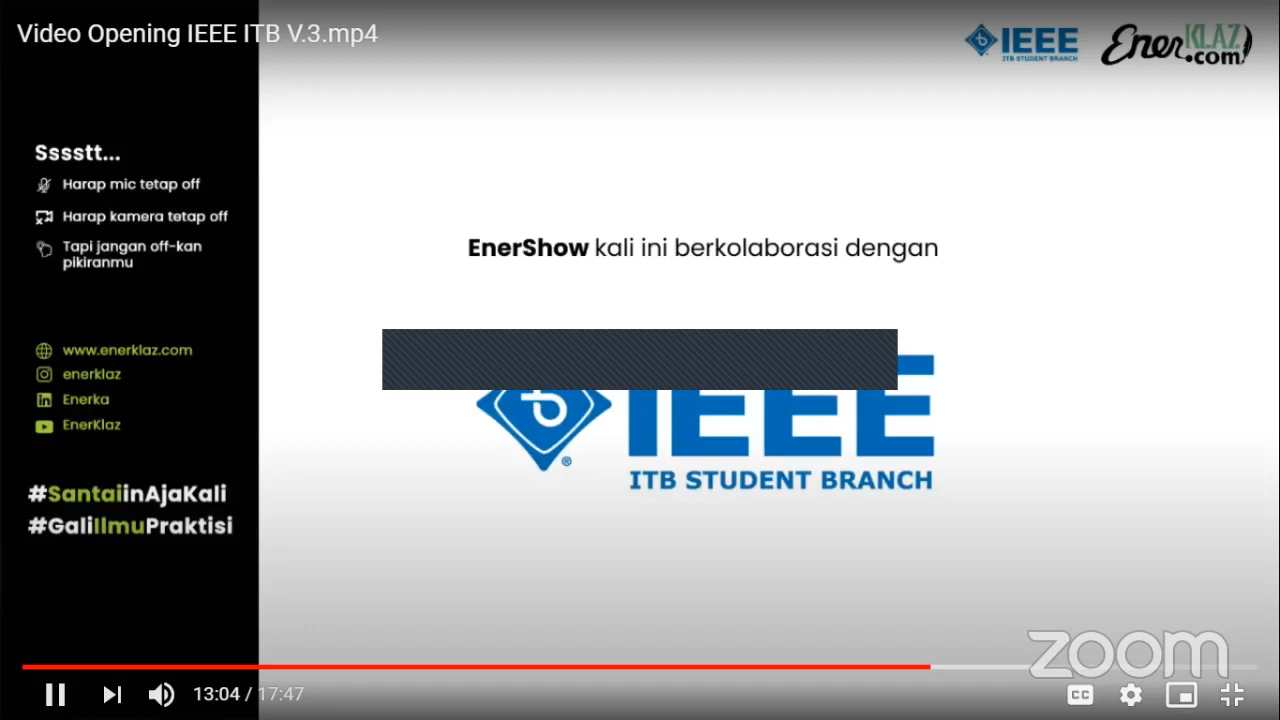 Video Opening IEEE ITB V.3.mp4
IEEE
ITB STUDENT BRANCH
EnerKLAZ
.com
Sssstt...
Harap mic tetap off
Harap kamera tetap off
Tapi jangan off-kan
pikiranmu
www.enerklaz.com
enerklaz
Enerka
EnerKlaz
#SantaiinAjaKali
#GaliIlmuPraktisi
EnerShow kali ini berkolaborasi dengan
IEEE
®
ITB STUDENT BRANCH
zoom
13:04 / 17:47
CC